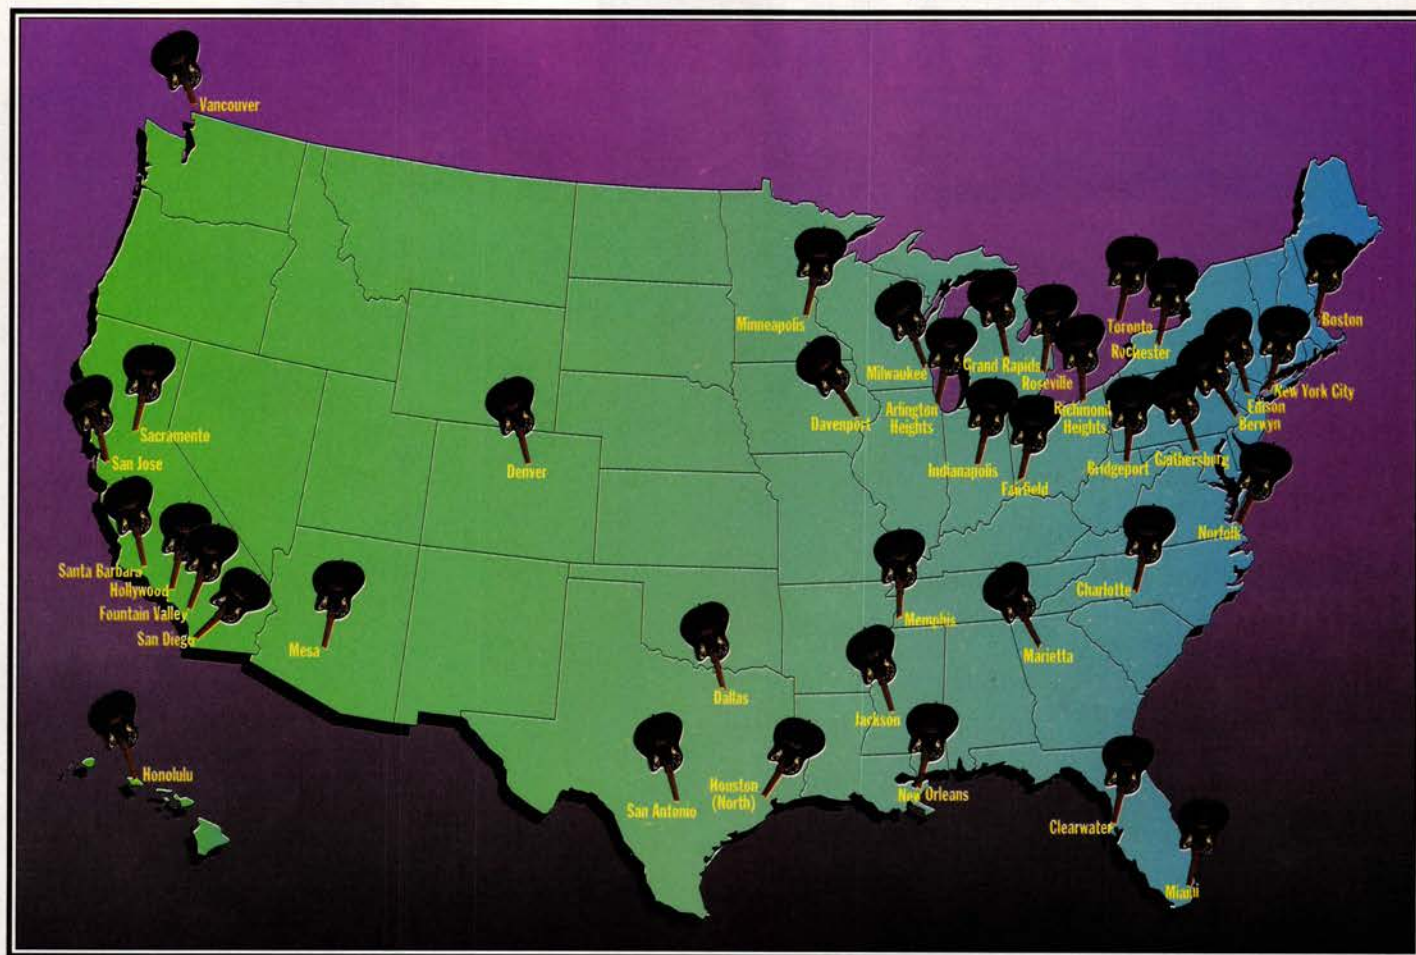 Vancouver
Minneapolis
Toronto
Boston
Rochester
Milwaukee
Grand Rapids
Roseville
New York City
Edison
Berwyn
Richmond
Heights
Arlington
Heights
Davenport
Sacramento
San Jose
Denver
Indianapolis
Fairfield
Bridgeport
Gaithersburg
Norfolk
Santa Barbara
Hollywood
Fountain Valley
San Diego
Mesa
Memphis
Charlotte
Marietta
Dallas
Jackson
Honolulu
San Antonio
Houston
(North)
New Orleans
Clearwater
Miami